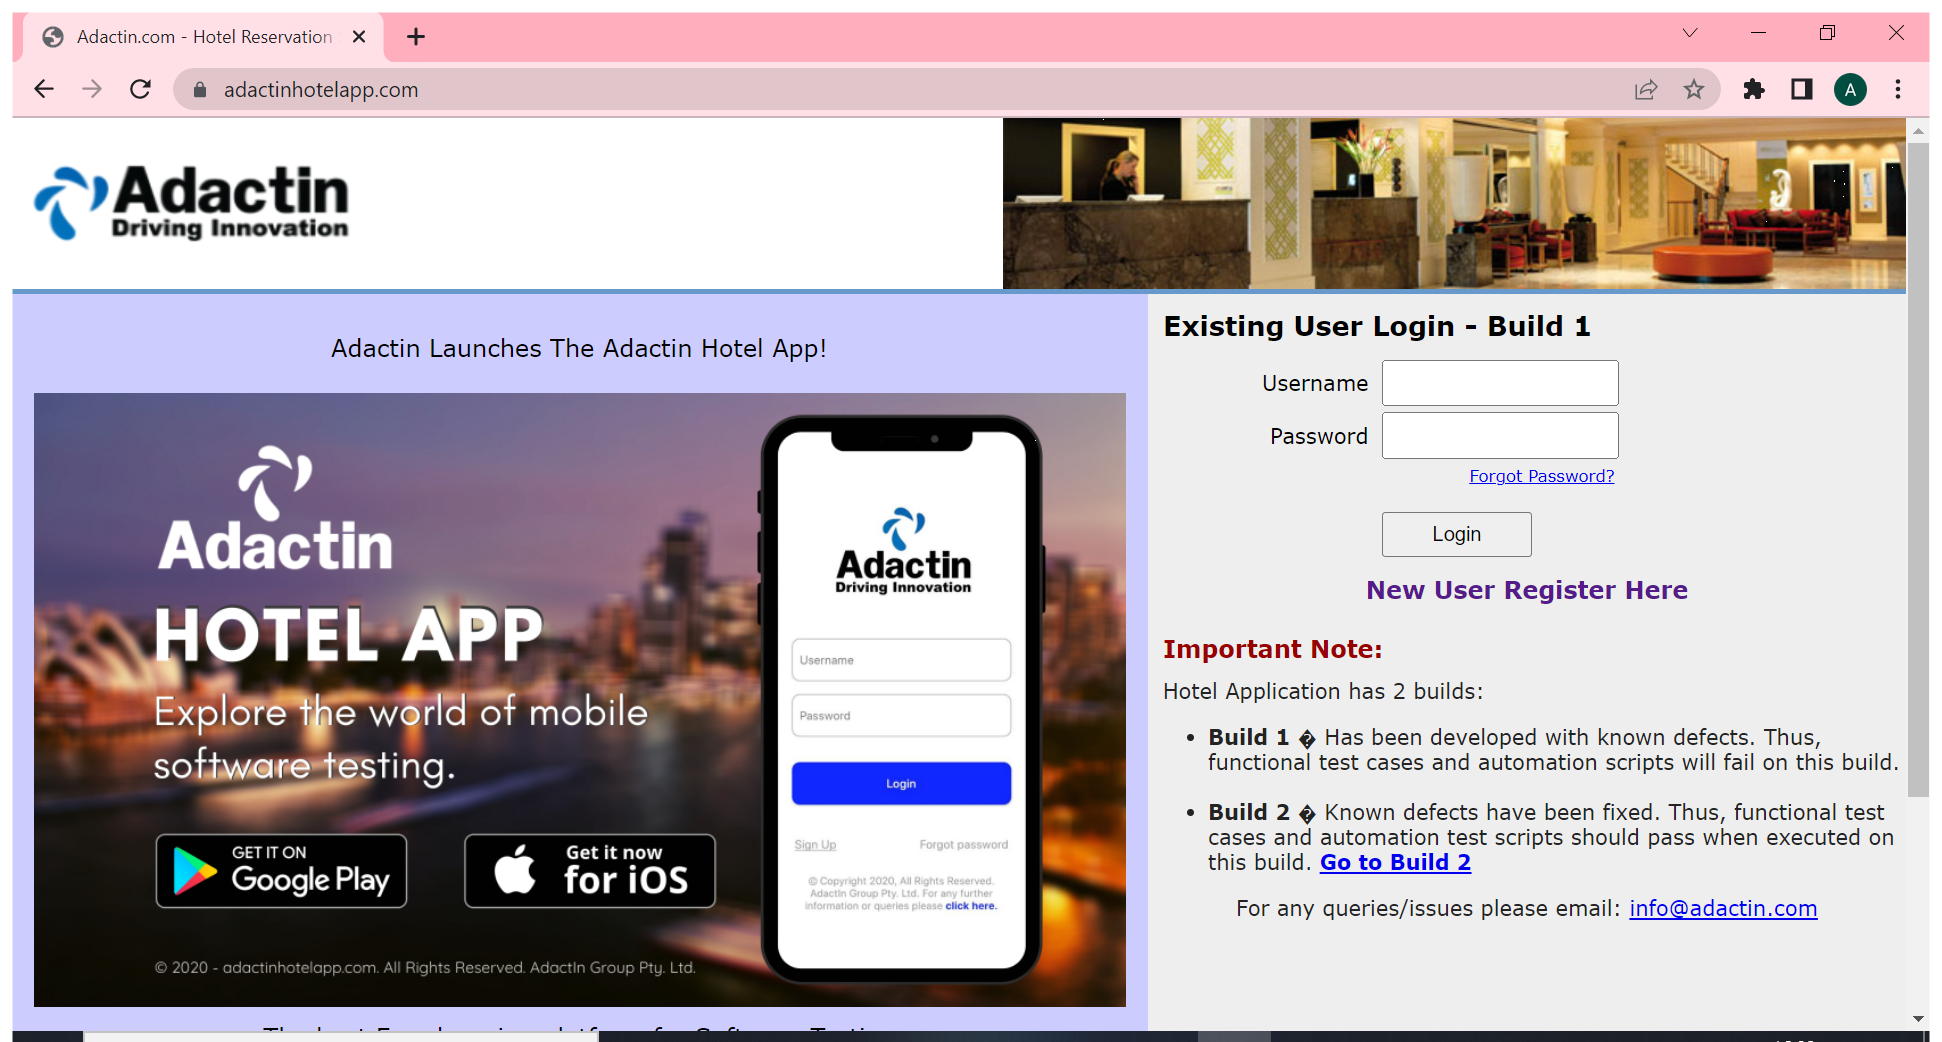 Adactin.com - Hotel Reservation
adactinhotelapp.com
A
Adactin
Driving Innovation
Adactin Launches The Adactin Hotel App!
Adactin
HOTEL APP
Explore the world of mobile
software testing.
GET IT ON
Google Play
Get it now
for iOS
© 2020 - adactinhotelapp.com. All Rights Reserved. AdactIn Group Pty. Ltd.
Adactin
Driving Innovation
Username
Password
Login
Sign Up Forgot password
© Copyright 2020, All Rights Reserved.
AdactIn Group Pty. Ltd. For any further
information or queries please click here.
Existing User Login - Build 1
Username
Password
Forgot Password?
Login
New User Register Here
Important Note:
Hotel Application has 2 builds:
• Build 1 � Has been developed with known defects. Thus,
functional test cases and automation scripts will fail on this build.
• Build 2 � Known defects have been fixed. Thus, functional test
cases and automation test scripts should pass when executed on
this build. Go to Build 2
For any queries/issues please email: info@adactin.com